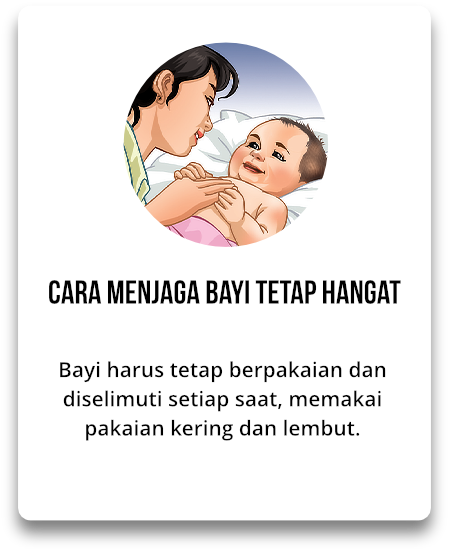 CARA MENJAGA BAYI TETAP HANGAT
Bayi harus tetap berpakaian dan
diselimuti setiap saat, memakai
pakaian kering dan lembut.